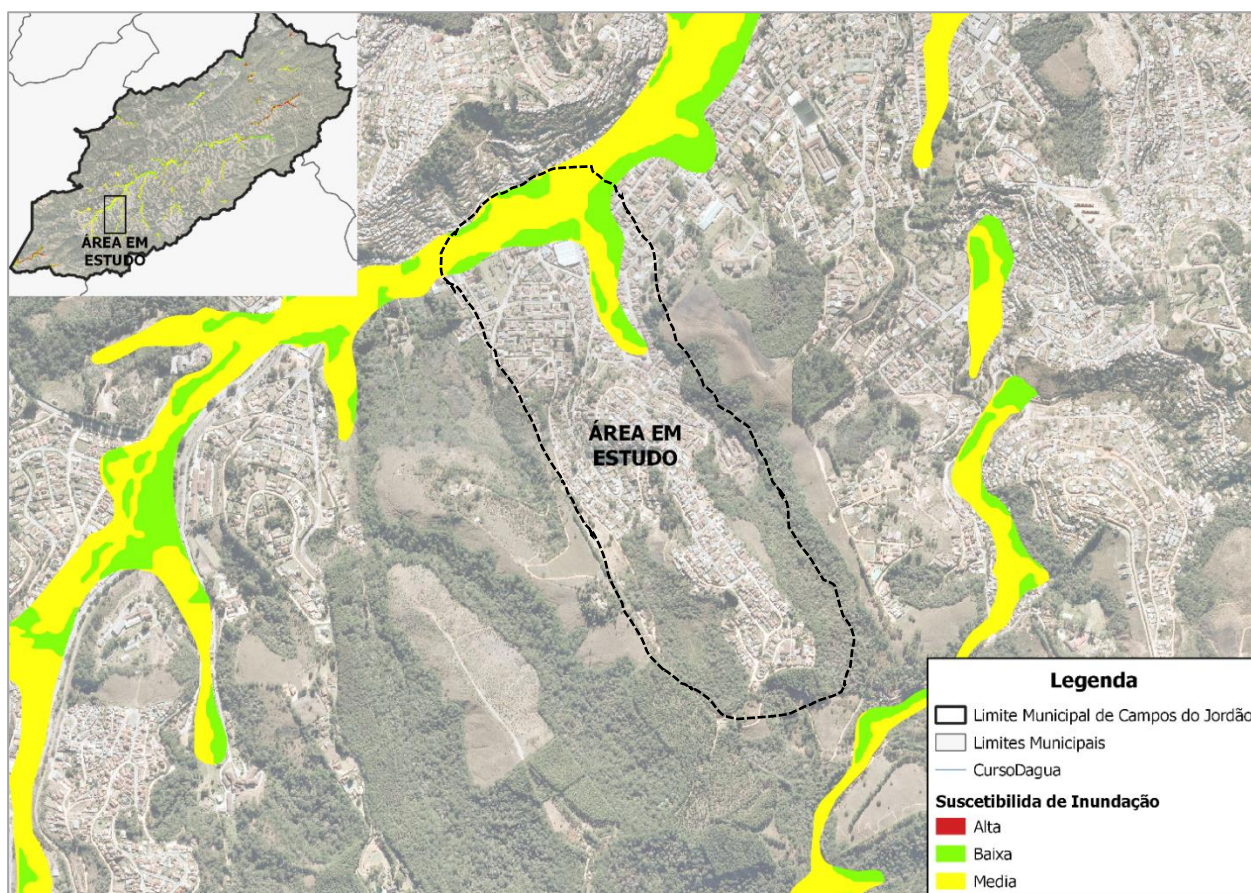 ÁREA EM
ESTUDO
ÁREA EM
ESTUDO
Legenda
Limite Municipal de Campos do Jordão
Limites Municipais
CursoDagua
Suscetibilida de Inundação
Alta
Baixa
Media